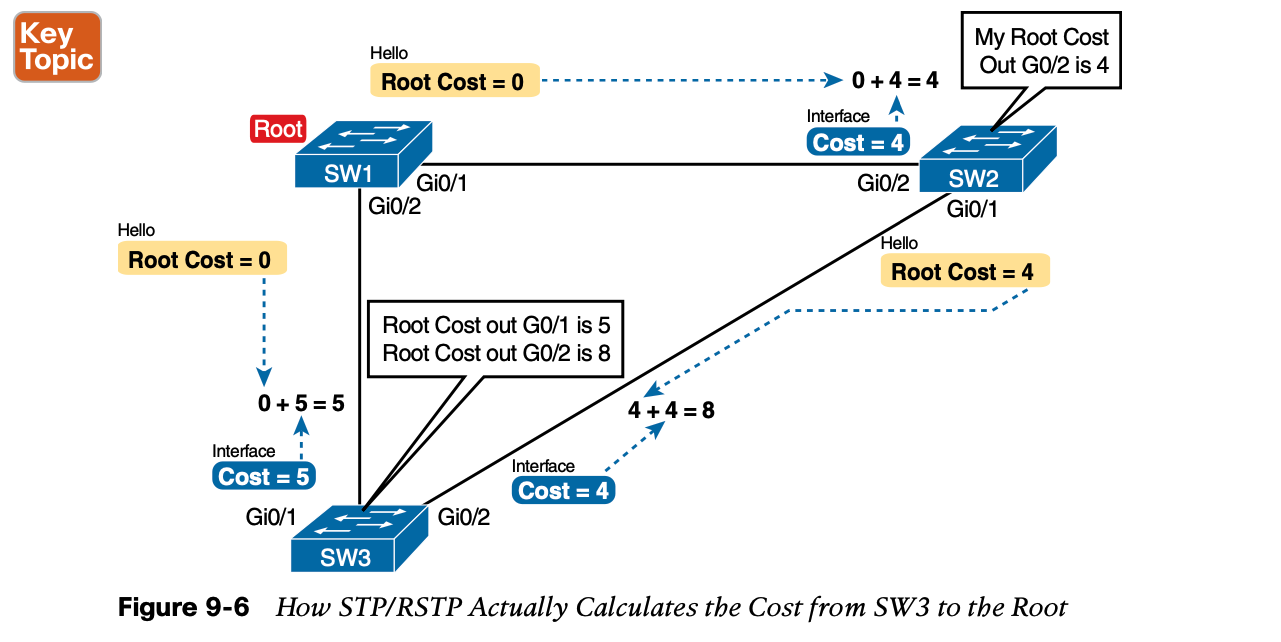 Key
Topic
Hello
Root Cost = 0
0 + 4 = 4
My Root Cost
Out G0/2 is 4
Interface
Cost = 4
Root
SW1
Gi0/1
Gi0/2
Gi0/2
SW2
Gi0/1
Hello
Root Cost = 0
Hello
Root Cost = 4
Root Cost out G0/1 is 5
Root Cost out G0/2 is 8
0 + 5 = 5
4 + 4 = 8
Interface
Cost = 5
Interface
Cost = 4
Gi0/1
Gi0/2
SW3
Figure 9-6 How STP/RSTP Actually Calculates the Cost from SW3 to the Root